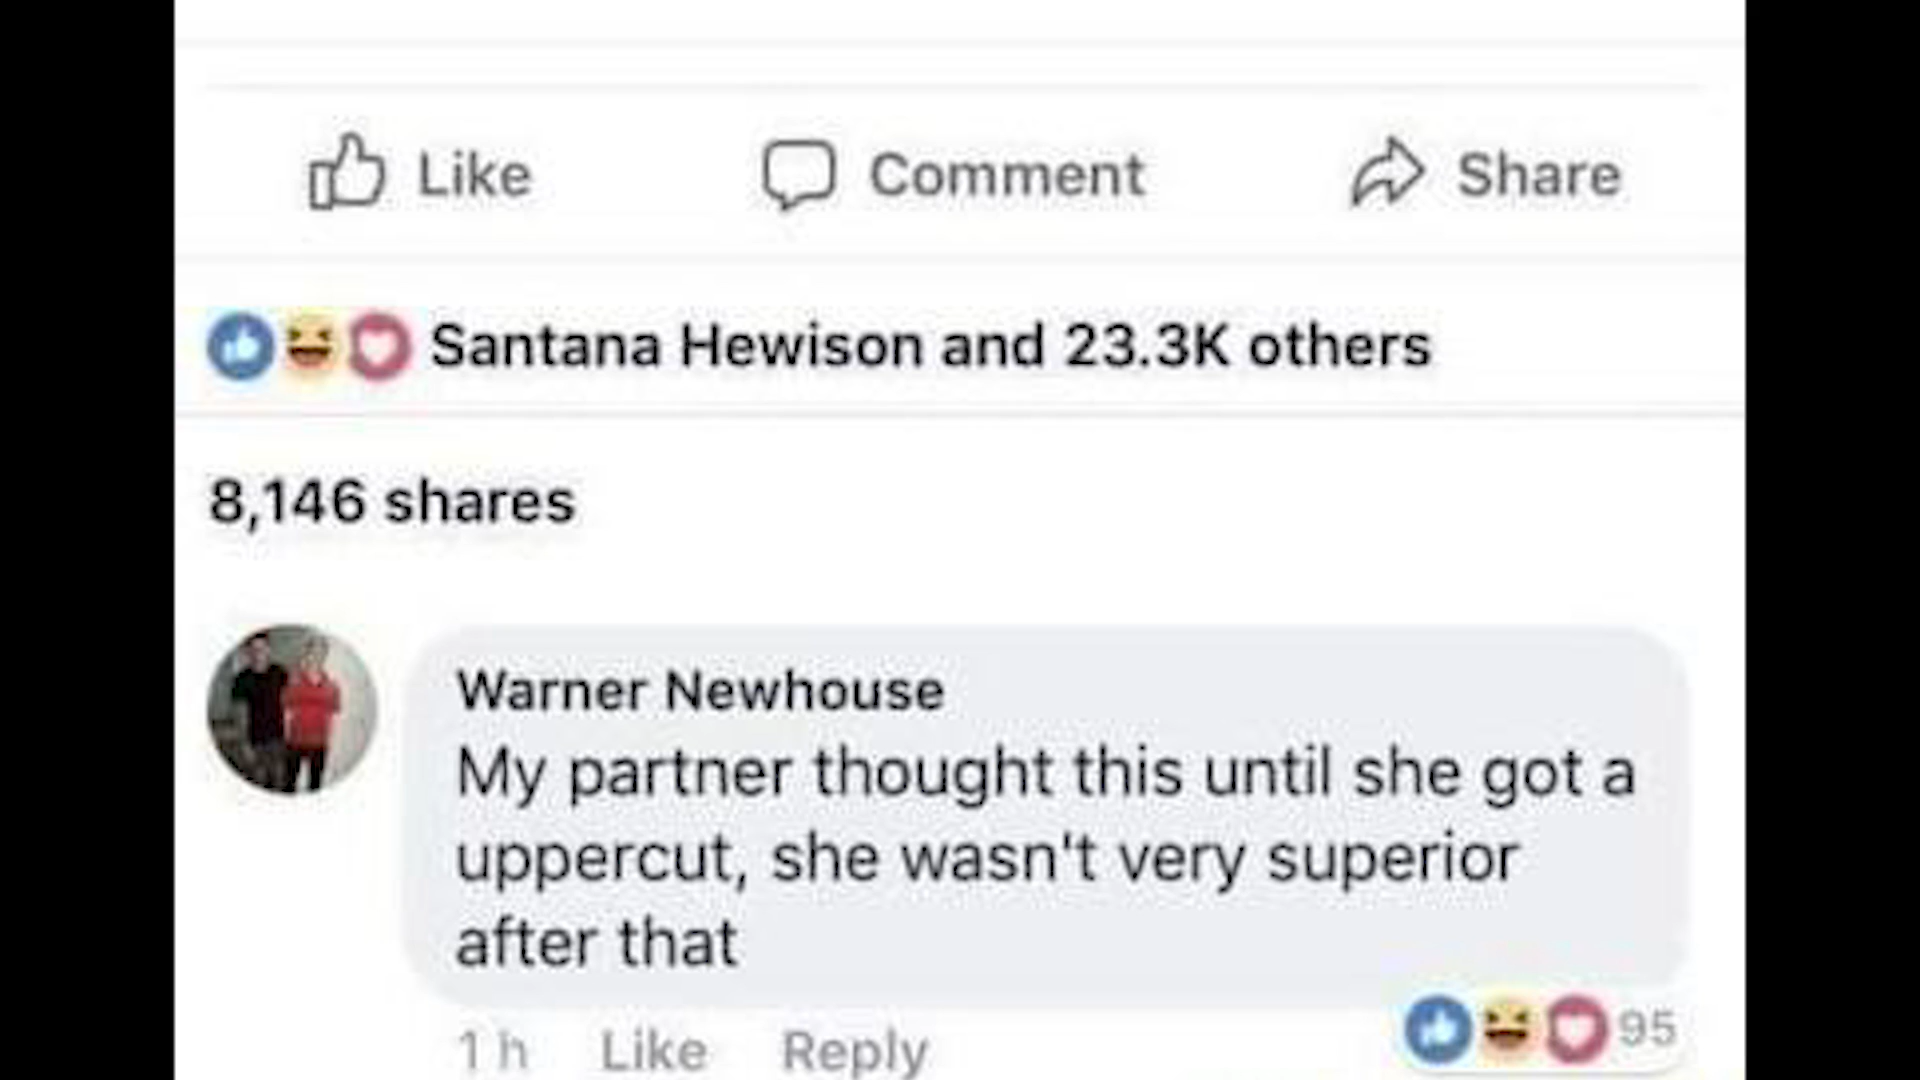 Like Comment Share
Santana Hewison and 23.3K others
8,146 shares
Warner Newhouse
My partner thought this until she got a
uppercut, she wasn't very superior
after that
1 h Like Reply 95